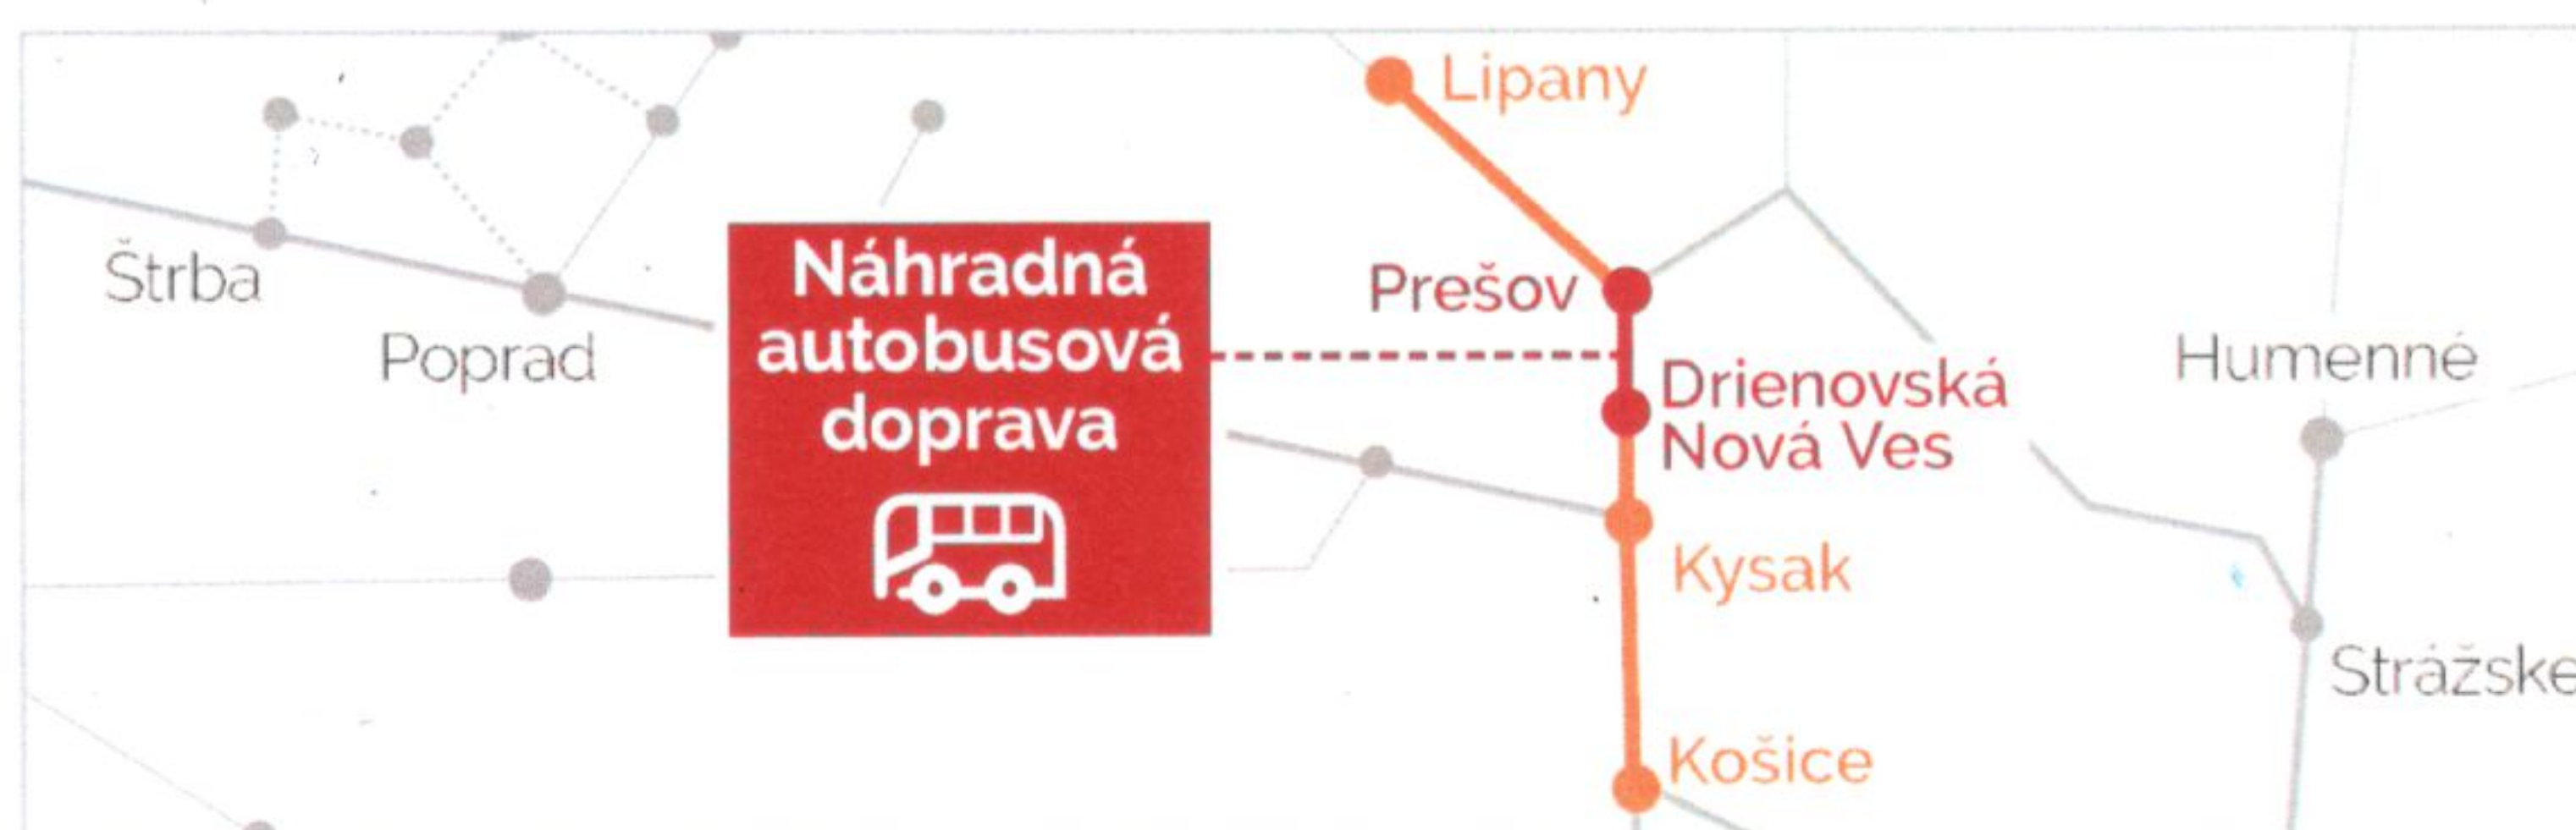 Lipany
Štrba
Poprad
Náhradná
autobusová
doprava
Prešov
Drienovská
Nová Ves
Humenné
Kysak
Strážske
Košice